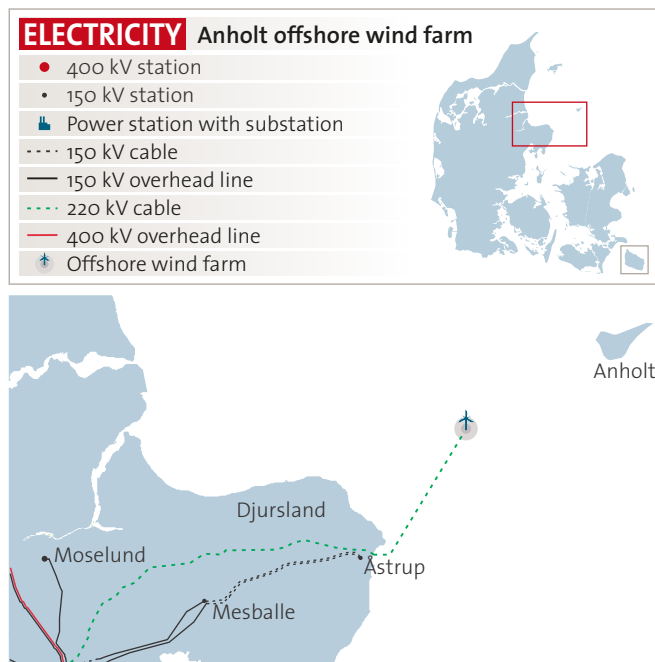 ELECTRICITY Anholt offshore wind farm
400 kV station
150 kV station
Power station with substation
150 kV cable
150 kV overhead line
220 kV cable
400 kV overhead line
Offshore wind farm
Anholt
Djursland
Moselund
Åstrup
Mesballe